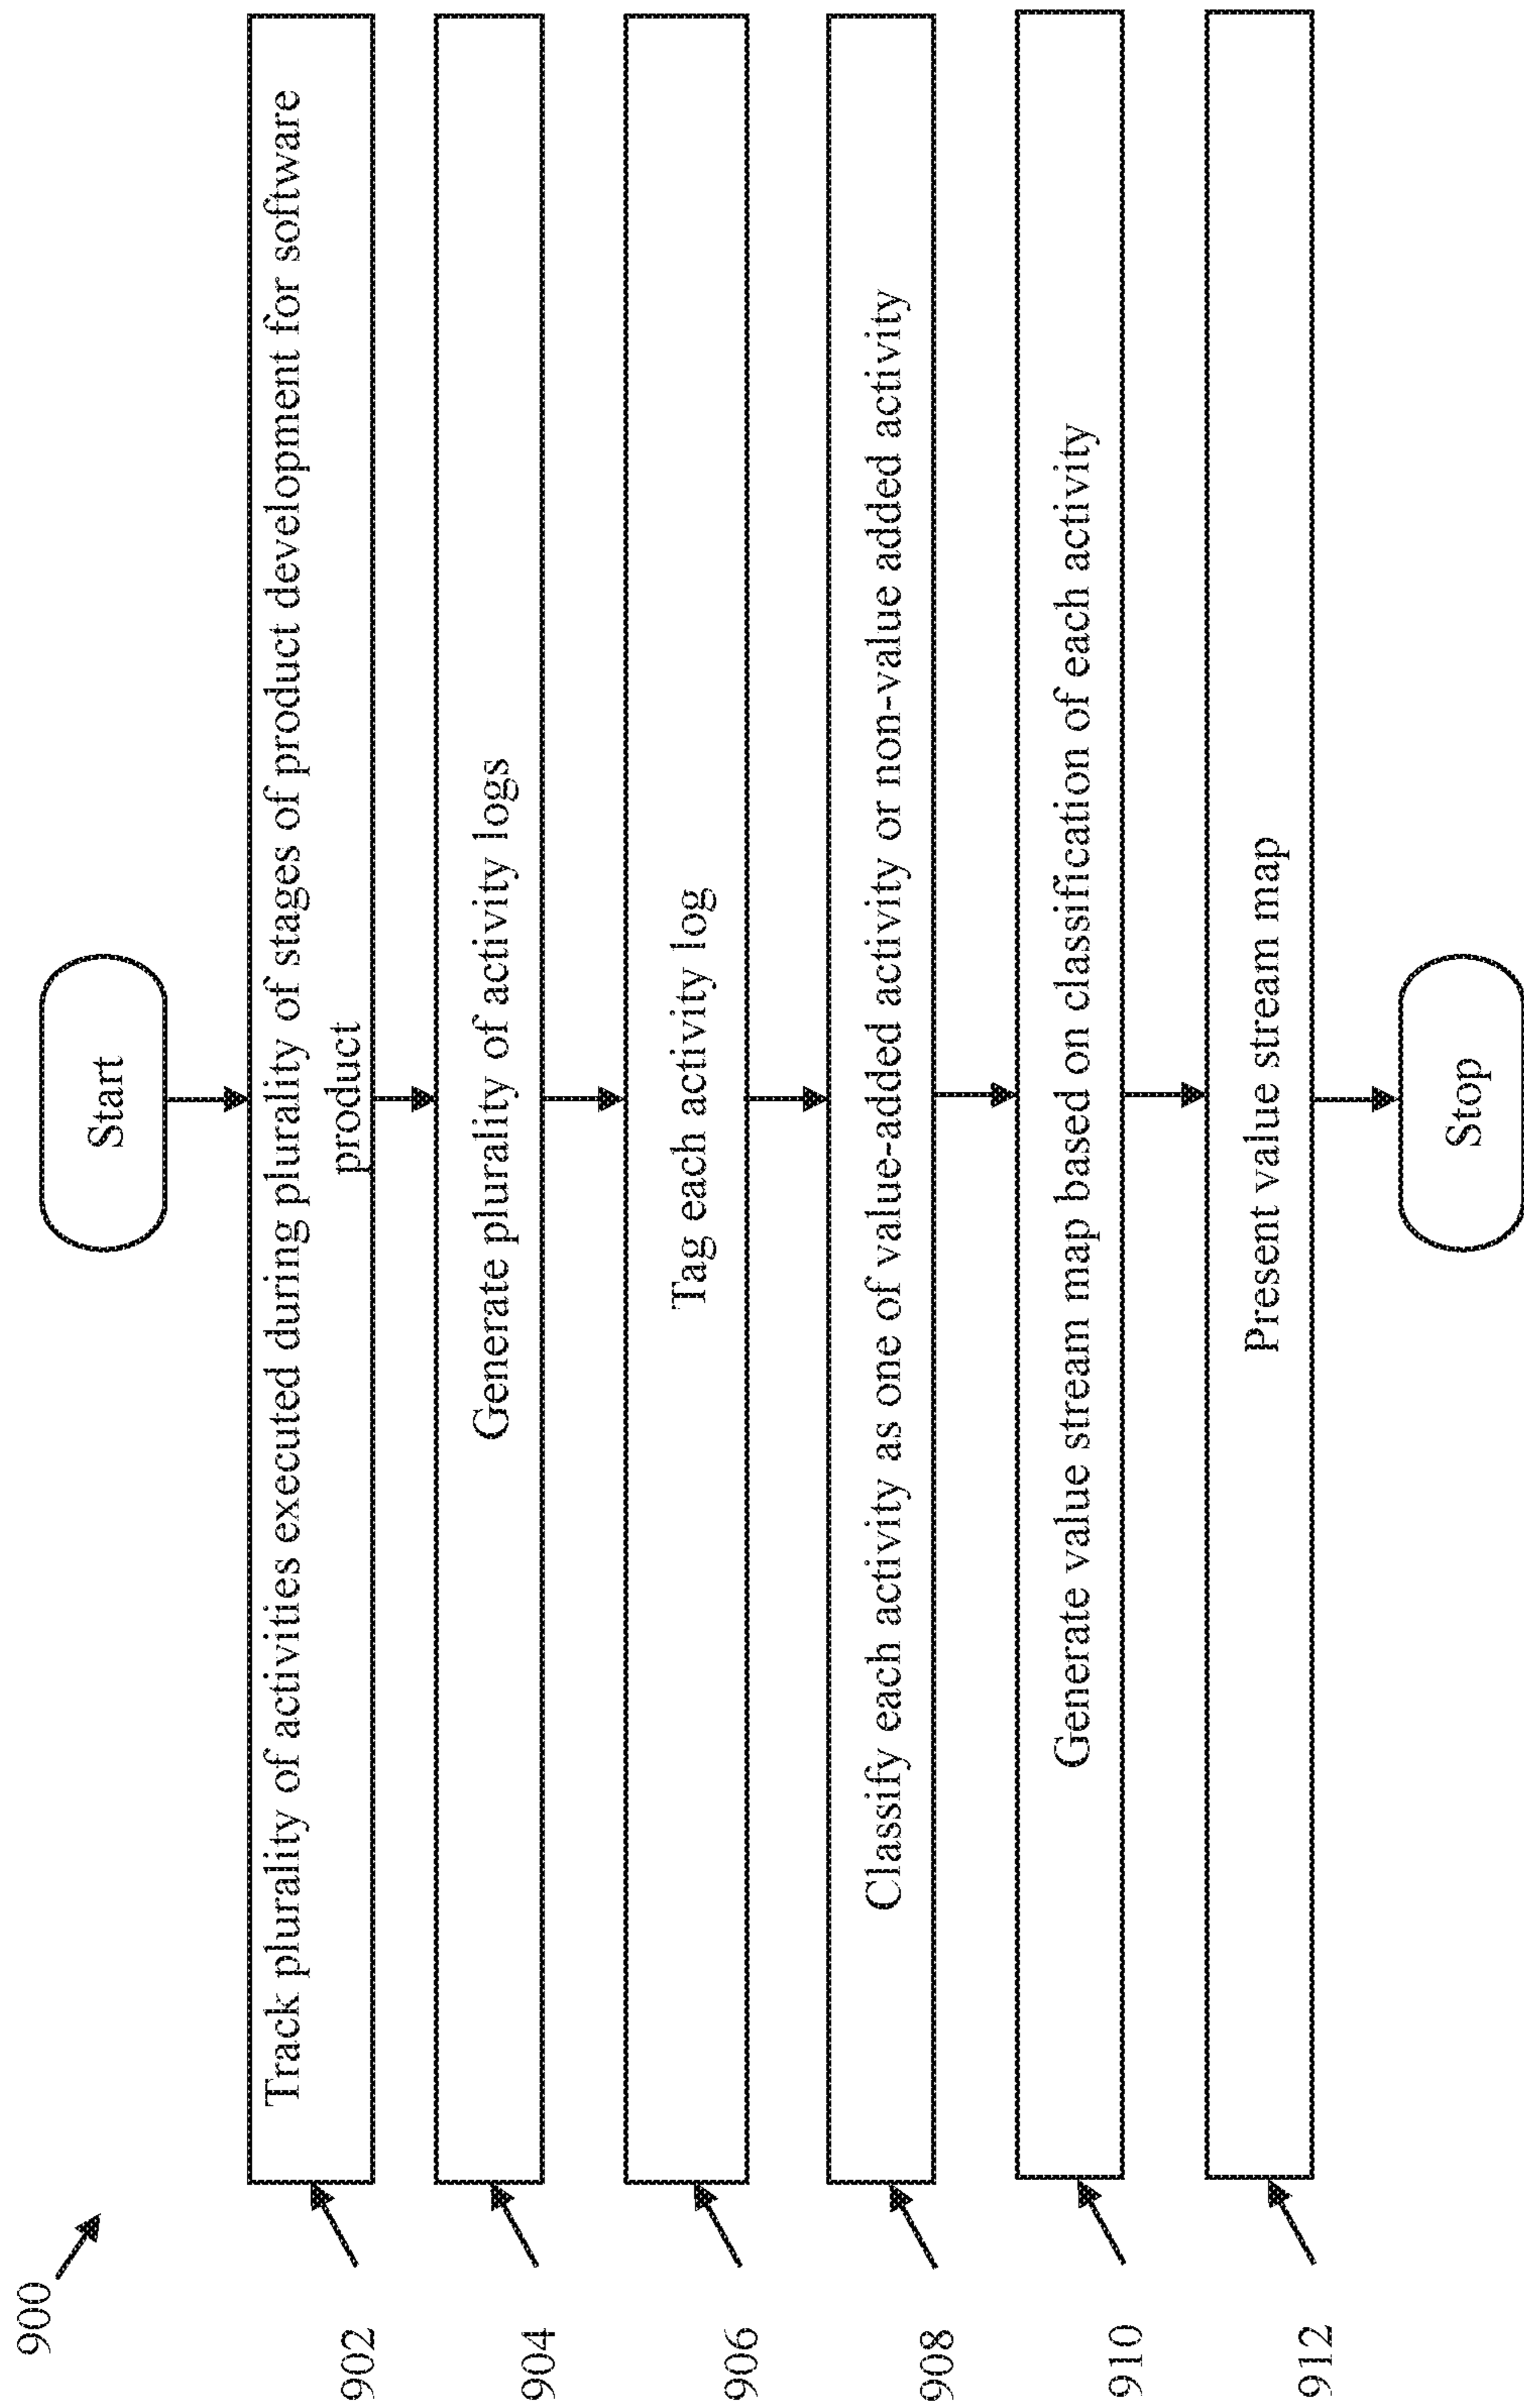 900
Start
902
Track plurality of activities executed during plurality of stages of product development for software
product
904
Generate plurality of activity logs
906
Tag each activity log
908
Classify each activity as one of value-added activity or non-value added activity
910
Generate value stream map based on classification of each activity
912
Present value stream map
Stop